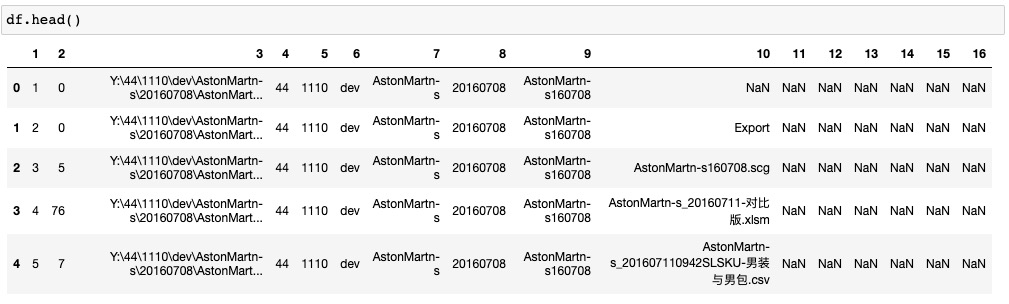 df.head()
1 2 3 4 5 6 7 8 9 10 11 12 13 14 15 16
0 1 0 Y:\44\1110\dev\AstonMartn-s\20160708\AstonMart... 44 1110 dev AstonMartn-s 20160708 AstonMartn-s160708 NaN NaN NaN NaN NaN NaN NaN
1 2 0 Y:\44\1110\dev\AstonMartn-s\20160708\AstonMart... 44 1110 dev AstonMartn-s 20160708 AstonMartn-s160708 Export NaN NaN NaN NaN NaN NaN
2 3 5 Y:\44\1110\dev\AstonMartn-s\20160708\AstonMart... 44 1110 dev AstonMartn-s 20160708 AstonMartn-s160708 AstonMartn-s160708.scg NaN NaN NaN NaN NaN NaN
3 4 76 Y:\44\1110\dev\AstonMartn-s\20160708\AstonMart... 44 1110 dev AstonMartn-s 20160708 AstonMartn-s160708 AstonMartn-s_20160711-对比版.xlsm NaN NaN NaN NaN NaN NaN
4 5 7 Y:\44\1110\dev\AstonMartn-s\20160708\AstonMart... 44 1110 dev AstonMartn-s 20160708 AstonMartn-s160708 AstonMartn-s_201607110942SLSKU-男装与男包.csv NaN NaN NaN NaN NaN NaN